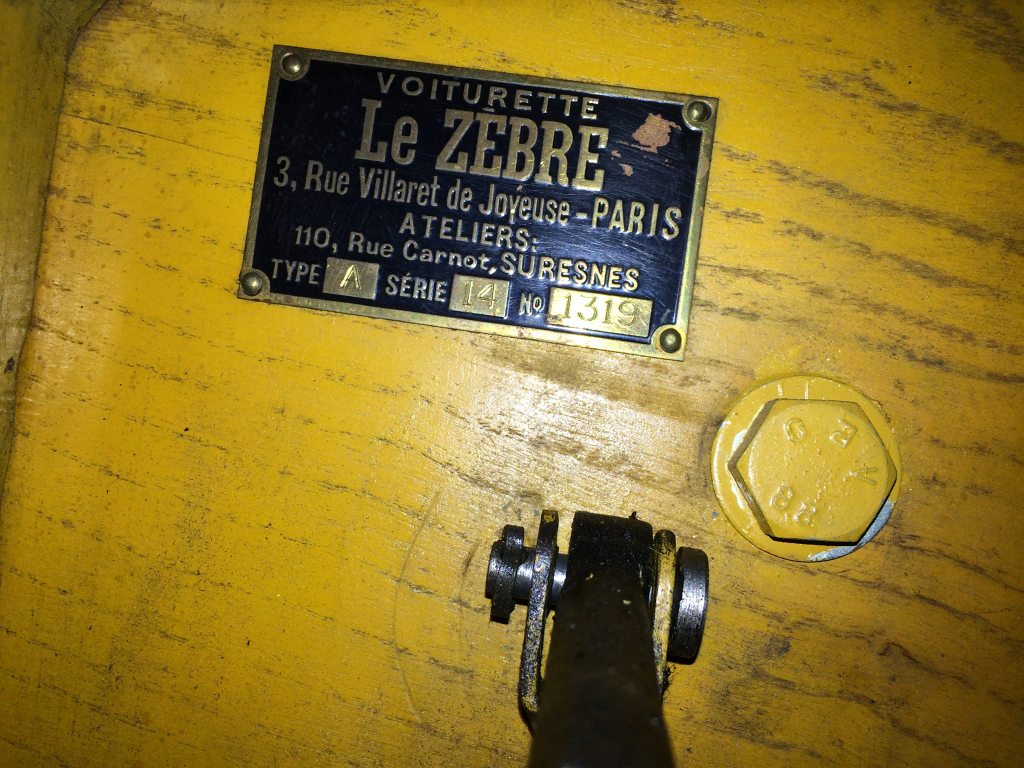 VOITURETTE
Le ZÈBRE
3, Rue Villaret de Joyeuse - PARIS
ATELIERS:
110, Rue Carnot, SURESNES
TYPE A SÉRIE 14 No 1319